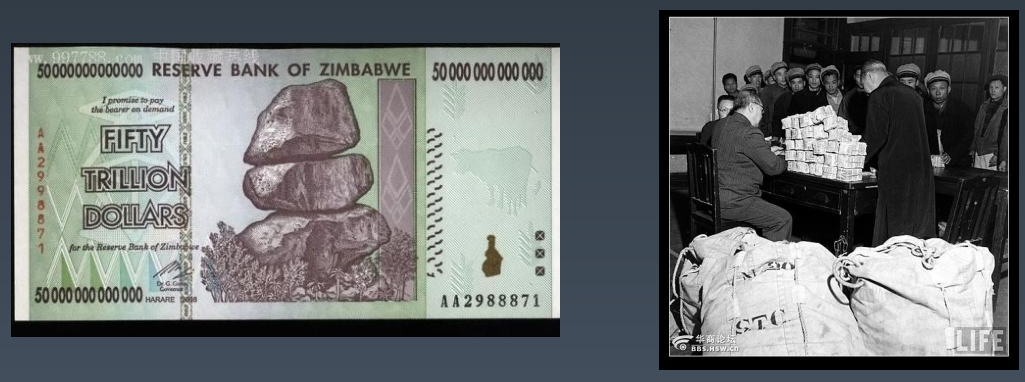 www.997788.com 中国收藏热线
50000000000000 RESERVE BANK OF ZIMBABWE 50 000 000 000 000
I promise to pay
the bearer on demand
FIFTY
TRILLION
DOLLARS
for the Reserve Bank of Zimbabwe
Dr. G. Gono
Governor
50 000 000 000 000 HARARE
AA2988871
AA2988871
STC
华商论坛
BBS.HSW.CN
LIFE